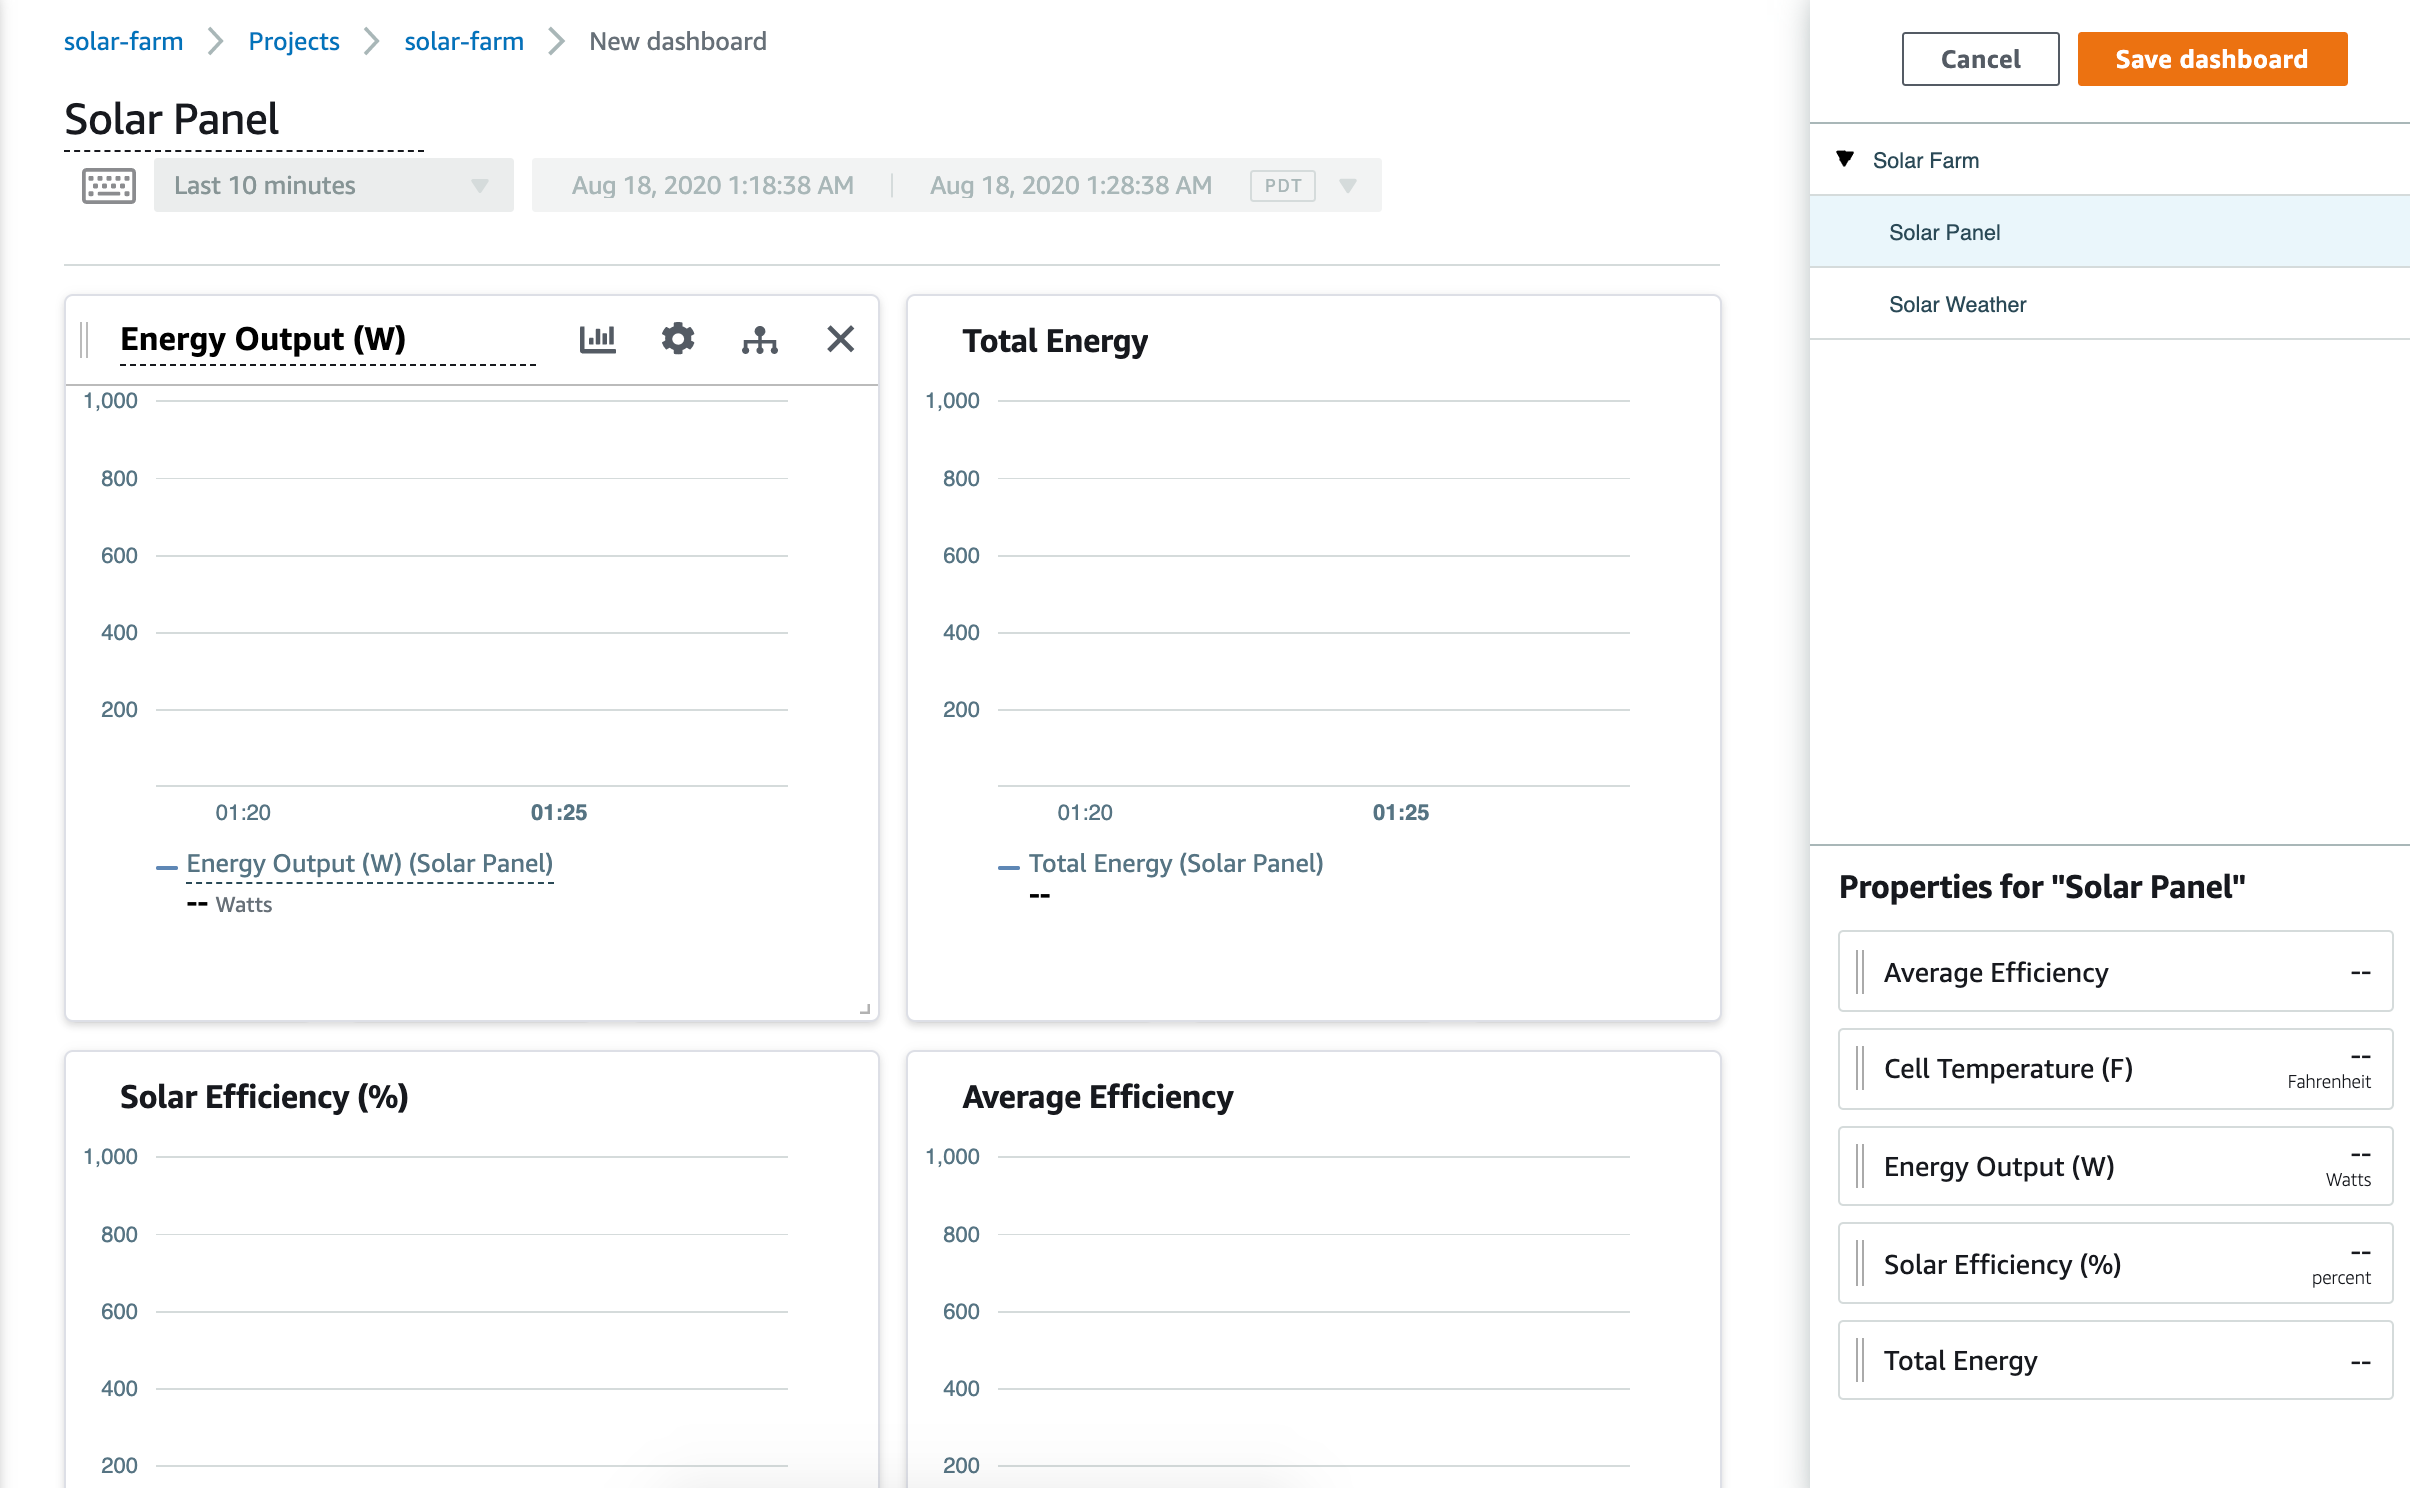 solar-farm Projects solar-farm New dashboard
Solar Panel
Last 10 minutes Aug 18, 2020 1:18:38 AM Aug 18, 2020 1:28:38 AM PDT
Energy Output (W)
1,000
800
600
400
200
01:20 01:25
Energy Output (W) (Solar Panel)
-- Watts
Total Energy
1,000
800
600
400
200
01:20 01:25
Total Energy (Solar Panel)
--
Solar Efficiency (%)
1,000
800
600
400
200
Average Efficiency
1,000
800
600
400
200
Cancel Save dashboard
Solar Farm
Solar Panel
Solar Weather
Properties for "Solar Panel"
Average Efficiency --
Cell Temperature (F) --
Fahrenheit
Energy Output (W) --
Watts
Solar Efficiency (%) --
percent
Total Energy --